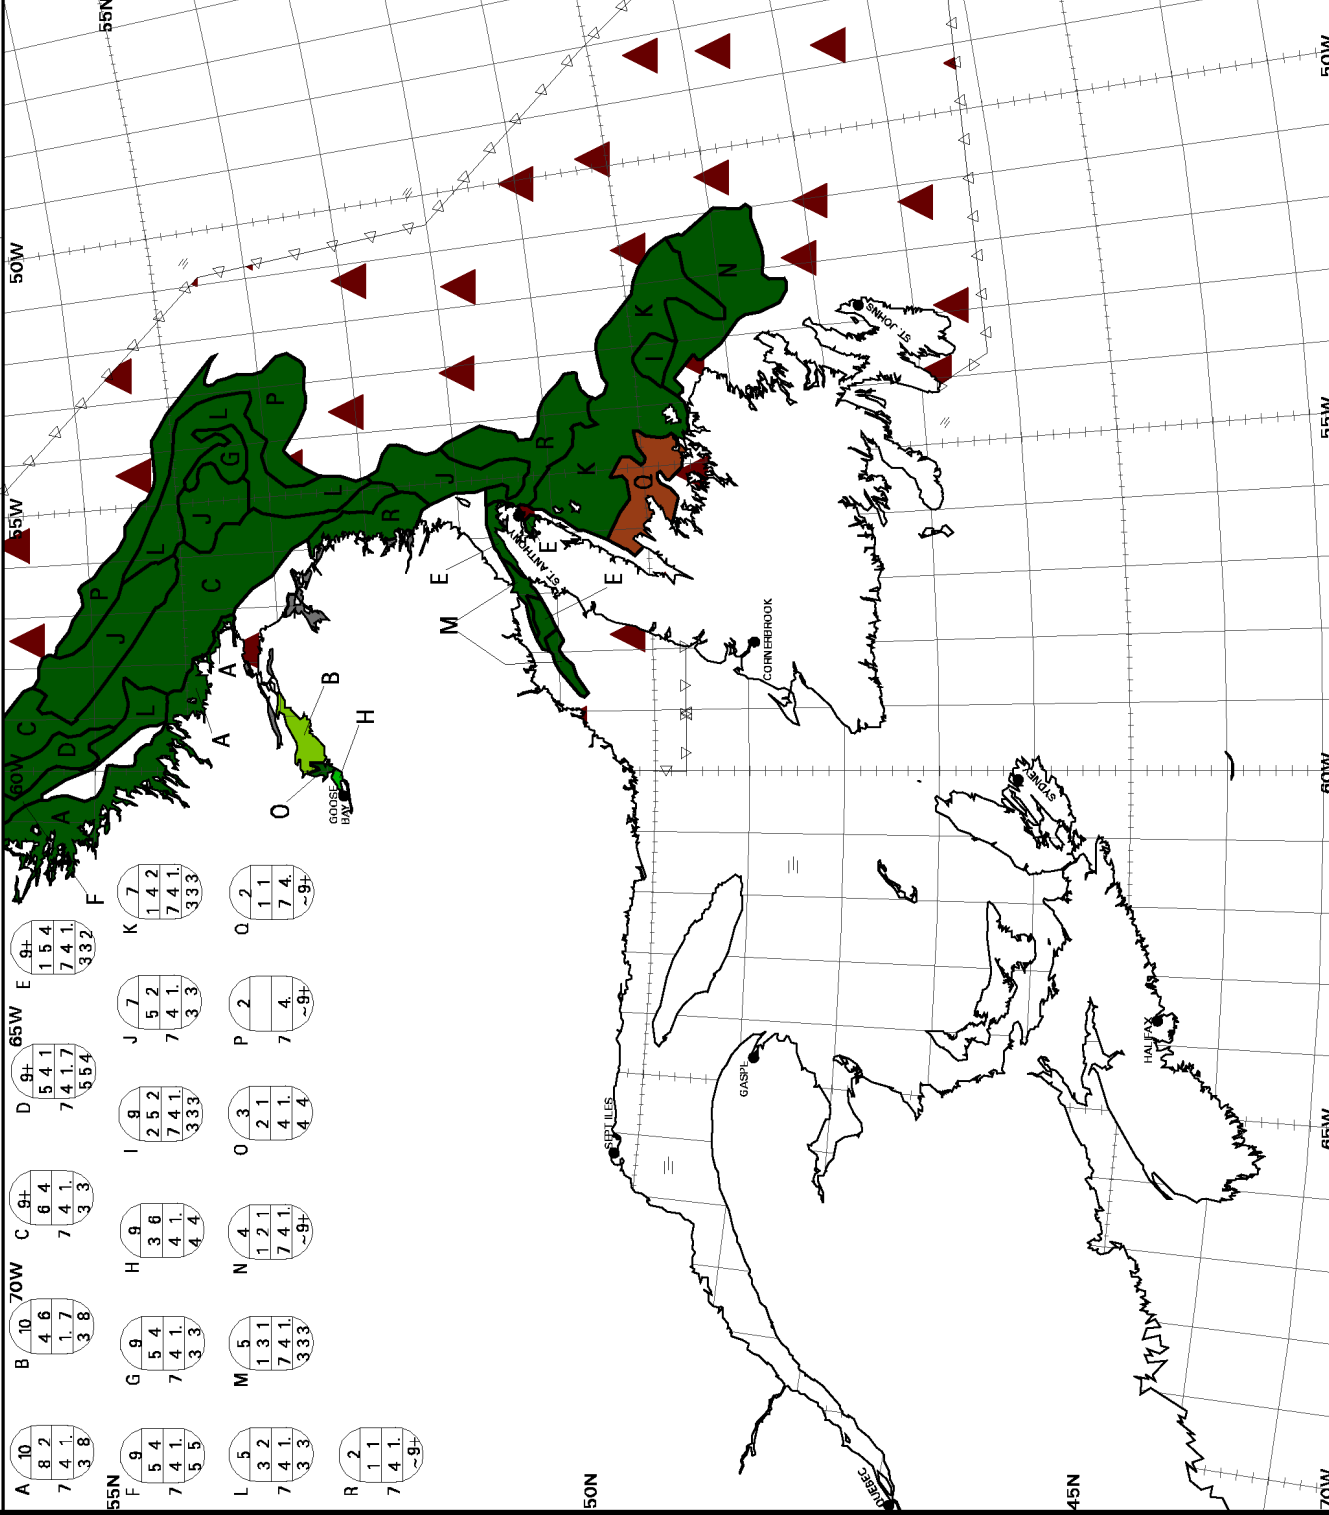 70W
65W
60W
55W
50W
55N
55N
A
10
8 2
7 4 1.
3 8
B
10
4 6
1. 7
3 8
C
9+
6 4
7 4 1.
3 3
D
9+
5 4 1
7 4 1.7
5 5 4
E
9+
1 5 4
7 4 1.
3 3 2
F
9
5 4
7 4 1.
5 5
G
9
5 4
7 4 1.
3 3
H
9
3 6
4 1.
4 4
I
9
2 5 2
7 4 1.
3 3 3
J
7
5 2
7 4 1.
3 3
K
7
1 4 2
7 4 1.
3 3 3
L
5
3 2
7 4 1.
3 3
M
5
1 3 1
7 4 1.
3 3 3
N
4
1 2 1
7 4 1.
~9+
O
3
2 1
4 1.
4 4
P
2
7 4.
~9+
Q
2
1 1
7 4.
~9+
R
2
1 1
7 4 1.
~9+
C
D
A
F
P
J
L
L
C
A
A
J
G
L
P
L
R
J
B
H
O
GOOSE
BAY
E
M
E
E
R
K
Q
K
I
N
ST. ANTHONY
ST. JOHNS
CORNERBROOK
SEPT ILES
GASPE
SYDNEY
HALIFAX
QUEBEC
50N
45N
70W
65W
60W
55W
50W